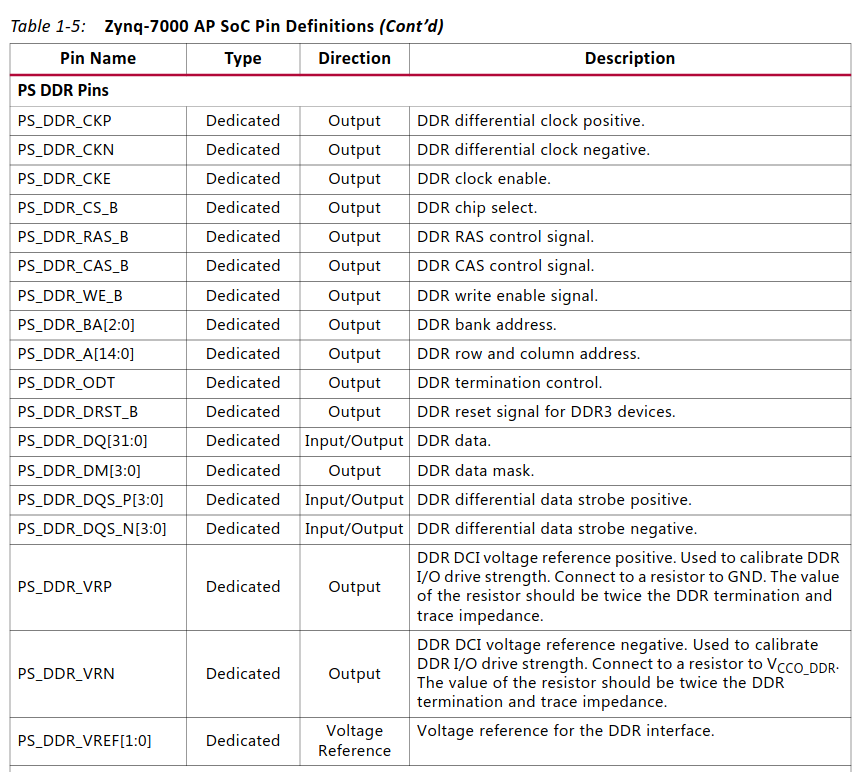 Table 1-5: Zynq-7000 AP SoC Pin Definitions (Cont’d)
Pin Name Type Direction Description
PS DDR Pins
PS_DDR_CKP Dedicated Output DDR differential clock positive.
PS_DDR_CKN Dedicated Output DDR differential clock negative.
PS_DDR_CKE Dedicated Output DDR clock enable.
PS_DDR_CS_B Dedicated Output DDR chip select.
PS_DDR_RAS_B Dedicated Output DDR RAS control signal.
PS_DDR_CAS_B Dedicated Output DDR CAS control signal.
PS_DDR_WE_B Dedicated Output DDR write enable signal.
PS_DDR_BA[2:0] Dedicated Output DDR bank address.
PS_DDR_A[14:0] Dedicated Output DDR row and column address.
PS_DDR_ODT Dedicated Output DDR termination control.
PS_DDR_DRST_B Dedicated Output DDR reset signal for DDR3 devices.
PS_DDR_DQ[31:0] Dedicated Input/Output DDR data.
PS_DDR_DM[3:0] Dedicated Output DDR data mask.
PS_DDR_DQS_P[3:0] Dedicated Input/Output DDR differential data strobe positive.
PS_DDR_DQS_N[3:0] Dedicated Input/Output DDR differential data strobe negative.
PS_DDR_VRP Dedicated Output DDR DCI voltage reference positive. Used to calibrate DDR
I/O drive strength. Connect to a resistor to GND. The value
of the resistor should be twice the DDR termination and
trace impedance.
PS_DDR_VRN Dedicated Output DDR DCI voltage reference negative. Used to calibrate
DDR I/O drive strength. Connect to a resistor to VCCO_DDR.
The value of the resistor should be twice the DDR
termination and trace impedance.
PS_DDR_VREF[1:0] Dedicated Voltage
Reference Voltage reference for the DDR interface.